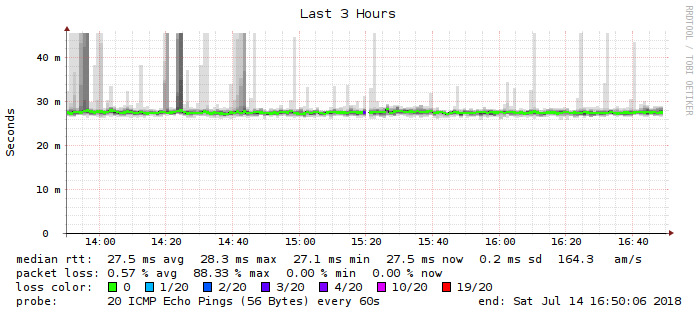 Last 3 Hours
RRDTOOL / TOBI OETIKER
Seconds
40 m
30 m
20 m
10 m
0
14:00 14:20 14:40 15:00 15:20 15:40 16:00 16:20 16:40
median rtt: 27.5 ms avg 28.3 ms max 27.1 ms min 27.5 ms now 0.2 ms sd 164.3 am/s
packet loss: 0.57 % avg 88.33 % max 0.00 % min 0.00 % now
loss color: 0 1/20 2/20 3/20 4/20 10/20 19/20
probe: 20 ICMP Echo Pings (56 Bytes) every 60s end: Sat Jul 14 16:50:06 2018